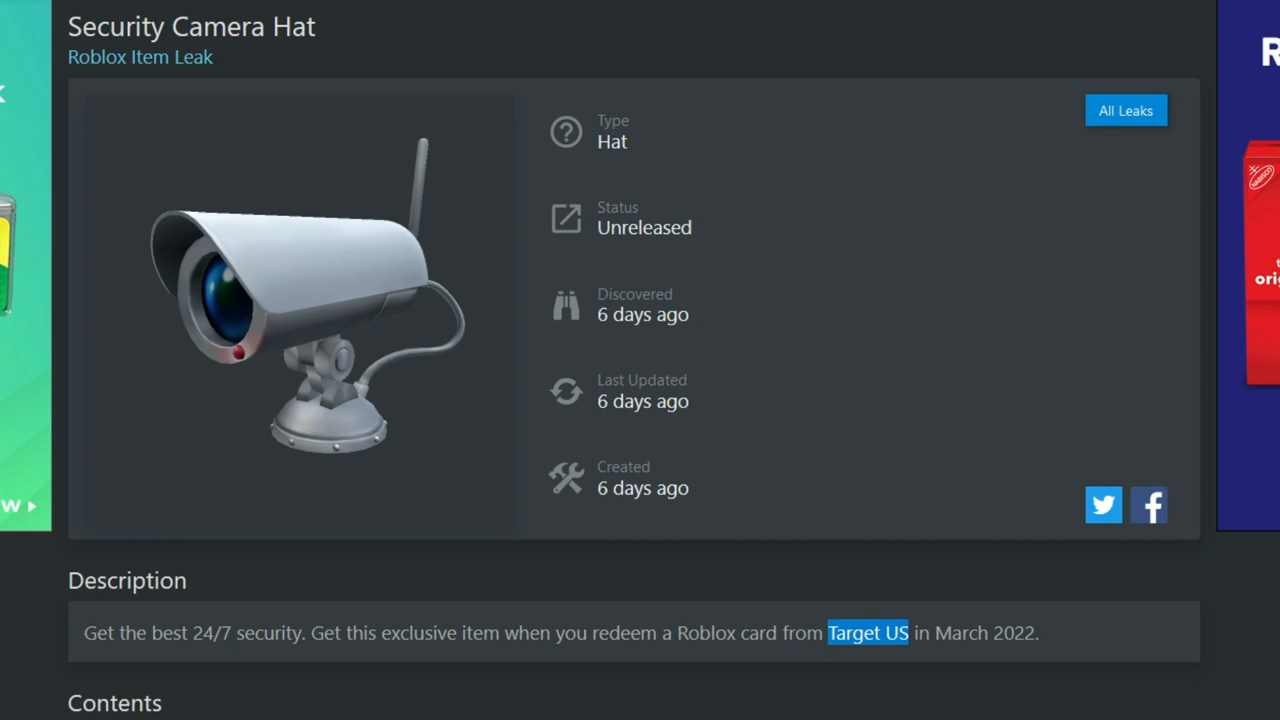 Security Camera Hat
Roblox Item Leak
All Leaks
Type
Hat
Status
Unreleased
Discovered
6 days ago
Last Updated
6 days ago
Created
6 days ago
Description
Get the best 24/7 security. Get this exclusive item when you redeem a Roblox card from Target US in March 2022.
Contents
NABISCO